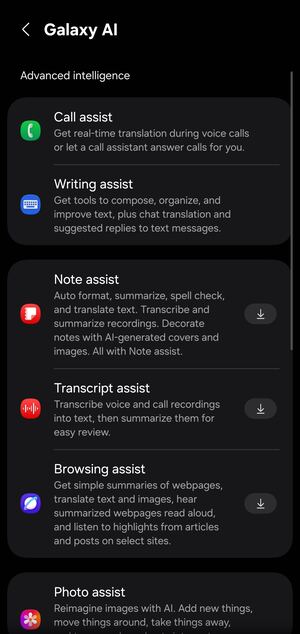 Galaxy AI
Advanced intelligence
Call assist
Get real-time translation during voice calls
or let a call assistant answer calls for you.
Writing assist
Get tools to compose, organize, and
improve text, plus chat translation and
suggested replies to text messages.
Note assist
Auto format, summarize, spell check,
and translate text. Transcribe and
summarize recordings. Decorate
notes with AI-generated covers and
images. All with Note assist.
Transcript assist
Transcribe voice and call recordings
into text, then summarize them for
easy review.
Browsing assist
Get simple summaries of webpages,
translate text and images, hear
summarized webpages read aloud,
and listen to highlights from articles
and posts on select sites.
Photo assist
Reimagine images with AI. Add new things,
move things around, take things away,